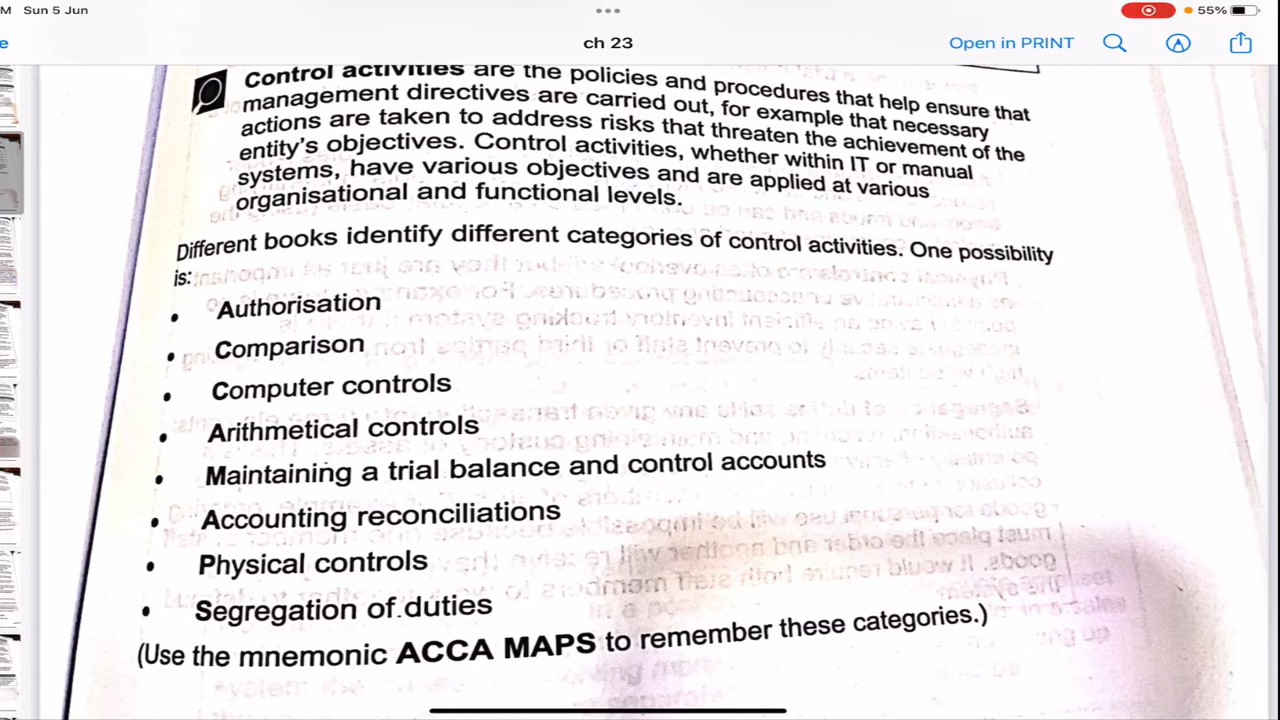 M Sun 5 Jun
55%
e
ch 23
Open in PRINT
Control activities are the policies and procedures that help ensure that
management directives are carried out, for example that necessary
actions are taken to address risks that threaten the achievement of the
entity's objectives. Control activities, whether within IT or manual
systems, have various objectives and are applied at various
organisational and functional levels.
Different books identify different categories of control activities. One possibility
is:
• Authorisation
• Comparison
• Computer controls
• Arithmetical controls
• Maintaining a trial balance and control accounts
• Accounting reconciliations
• Physical controls
• Segregation of duties
(Use the mnemonic ACCA MAPS to remember these categories.)